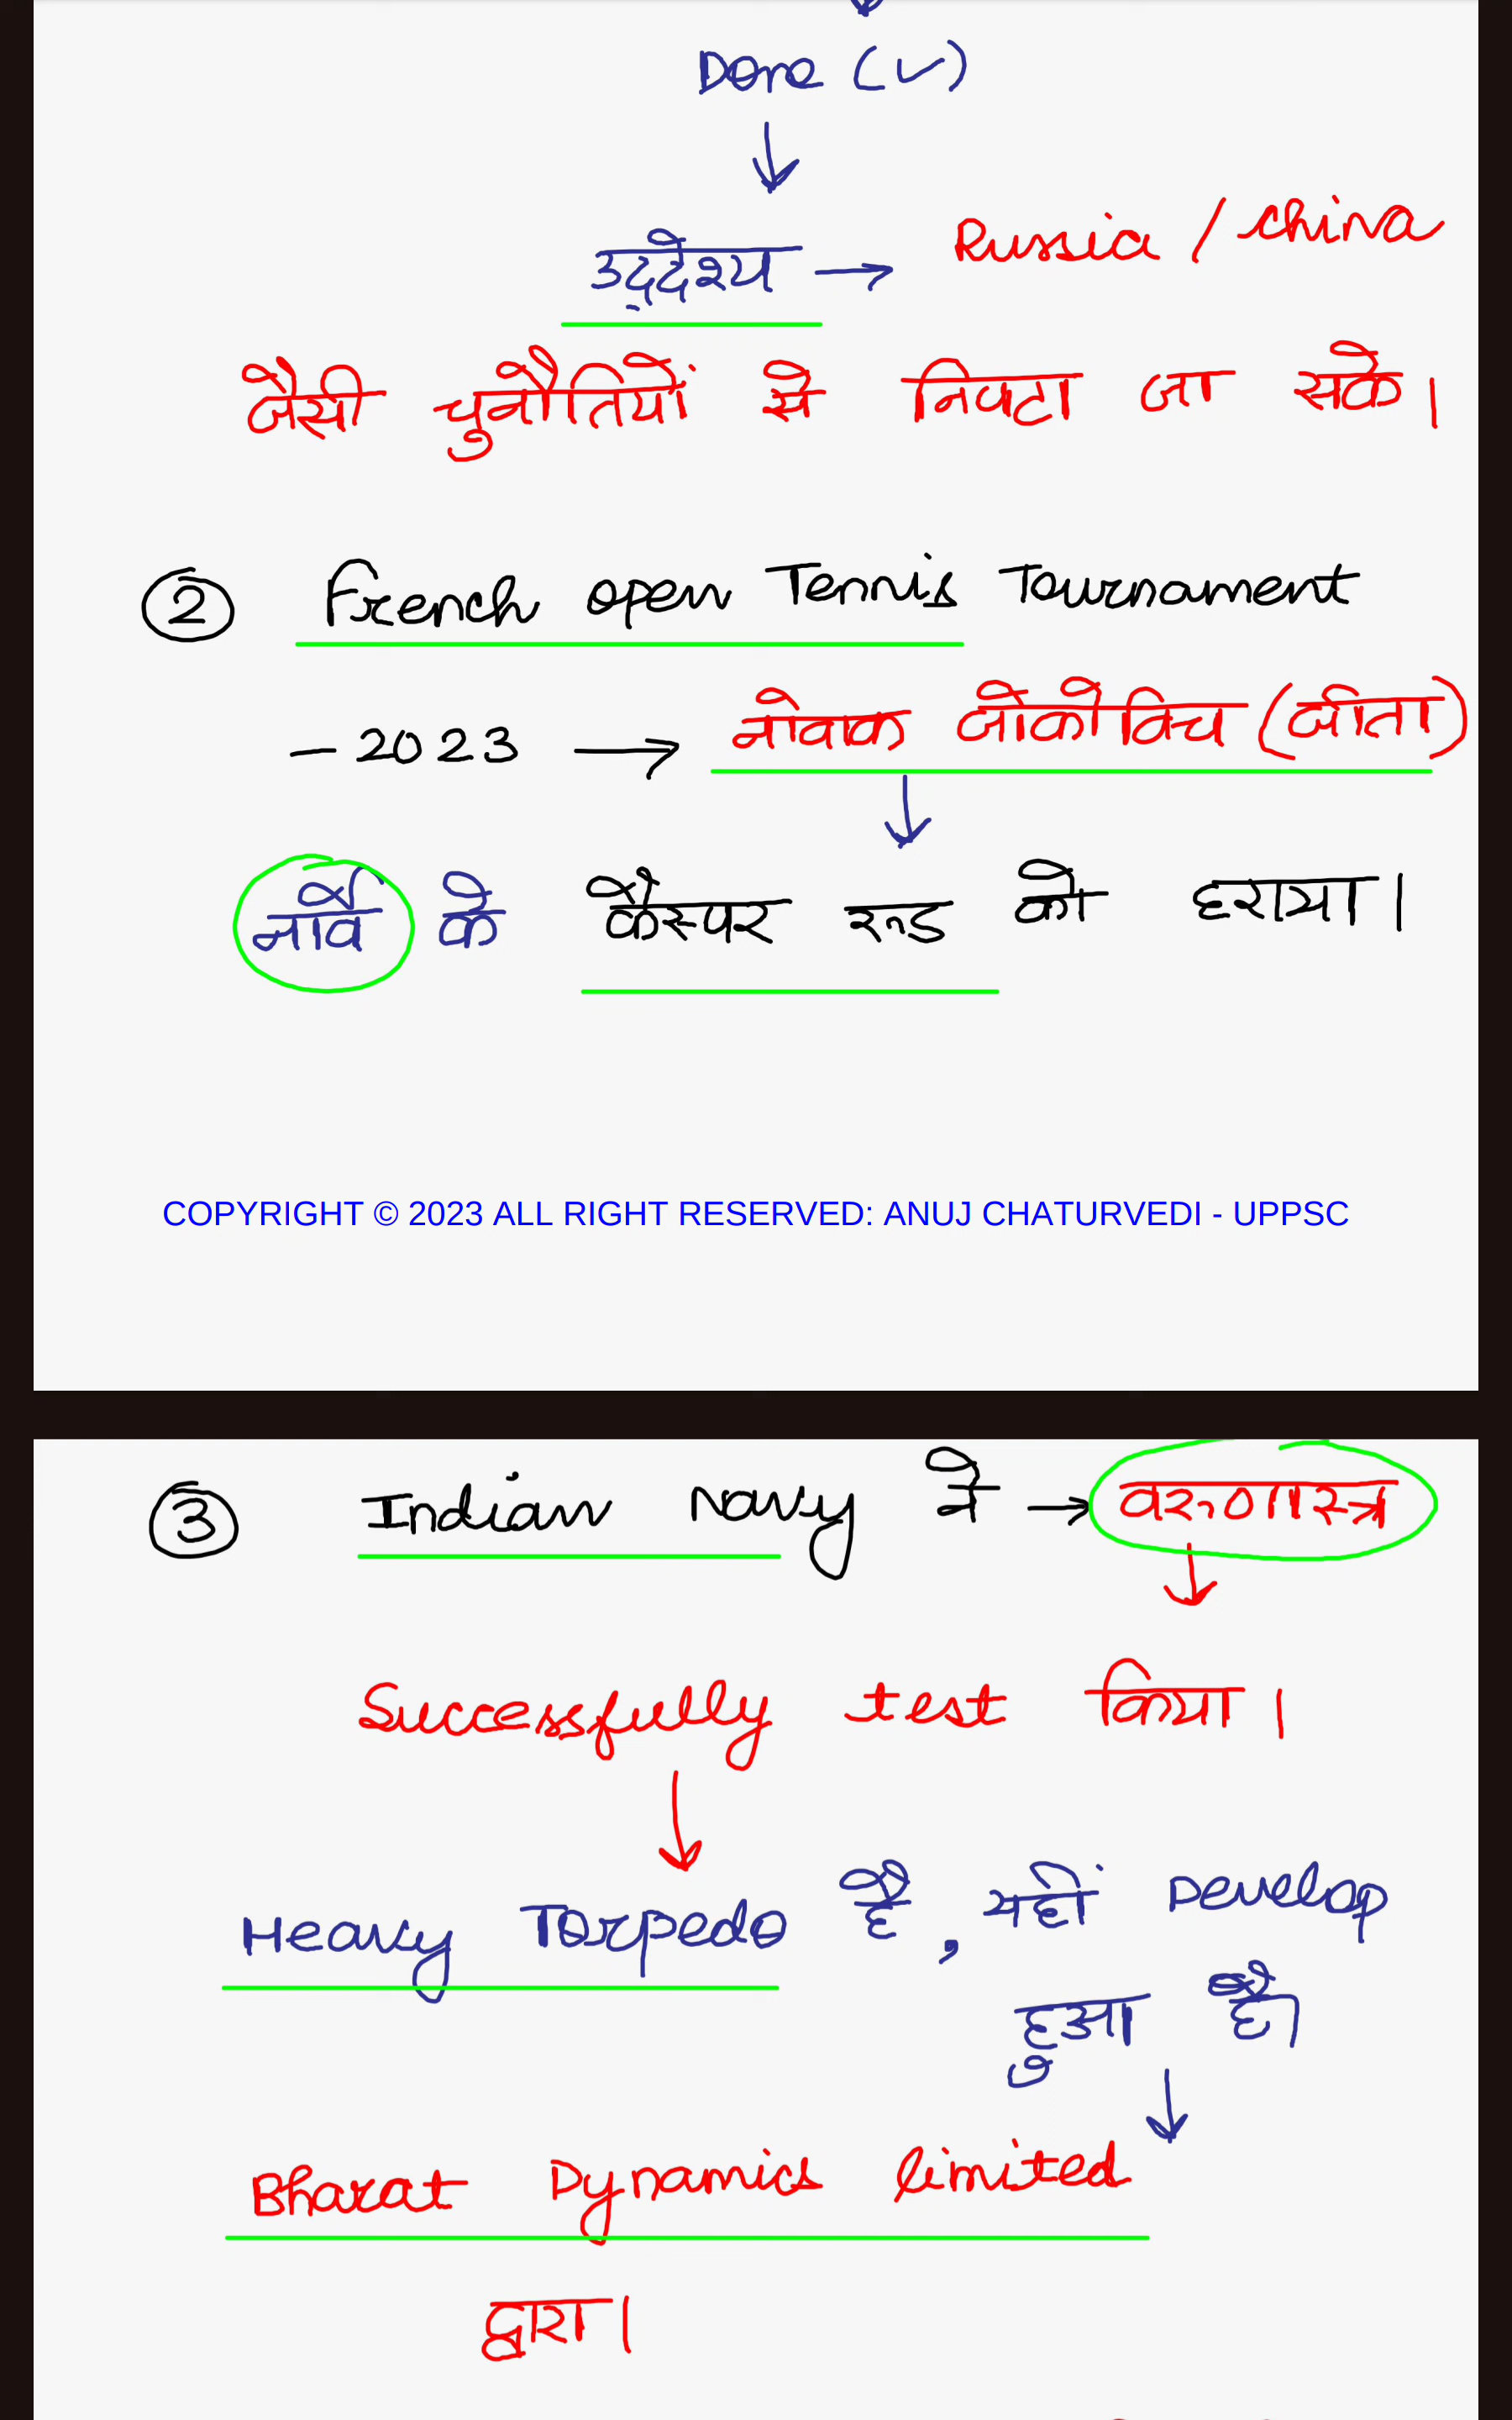 Done (✓)
उद्देश्य → Russia / China
जैसी चुनौतियों से निपटा जा सके।
② French open Tennis Tournament
- 2023 → नोवाक जोकोविच (जीता)
नार्वे के कैस्पर रूड को हराया।
COPYRIGHT © 2023 ALL RIGHT RESERVED: ANUJ CHATURVEDI - UPPSC
③ Indian Navy ने → वरुणास्त्र
Successfully test किया।
Heavy Torpedo है, यहीं Develop
हुआ है।
Bharat Dynamics limited
द्वारा।